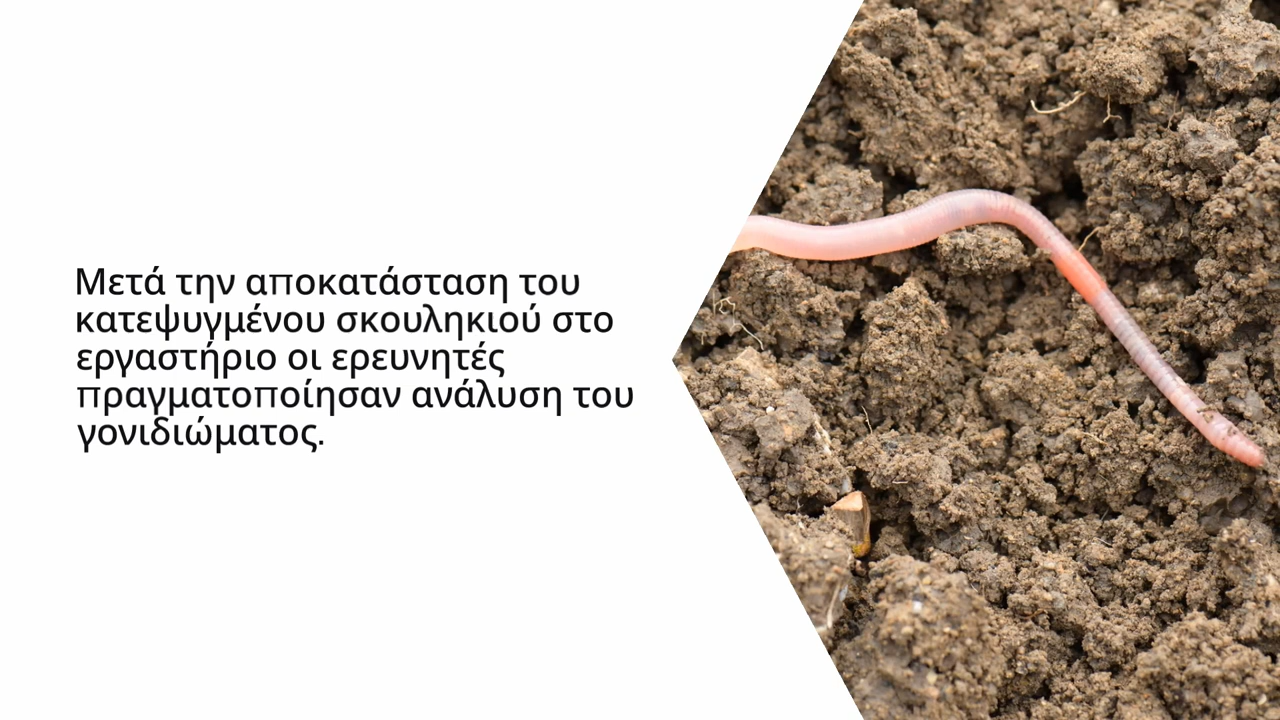 Μετά την αποκατάσταση του
κατεψυγμένου σκουληκιού στο
εργαστήριο οι ερευνητές
πραγματοποίησαν ανάλυση του
γονιδιώματος.